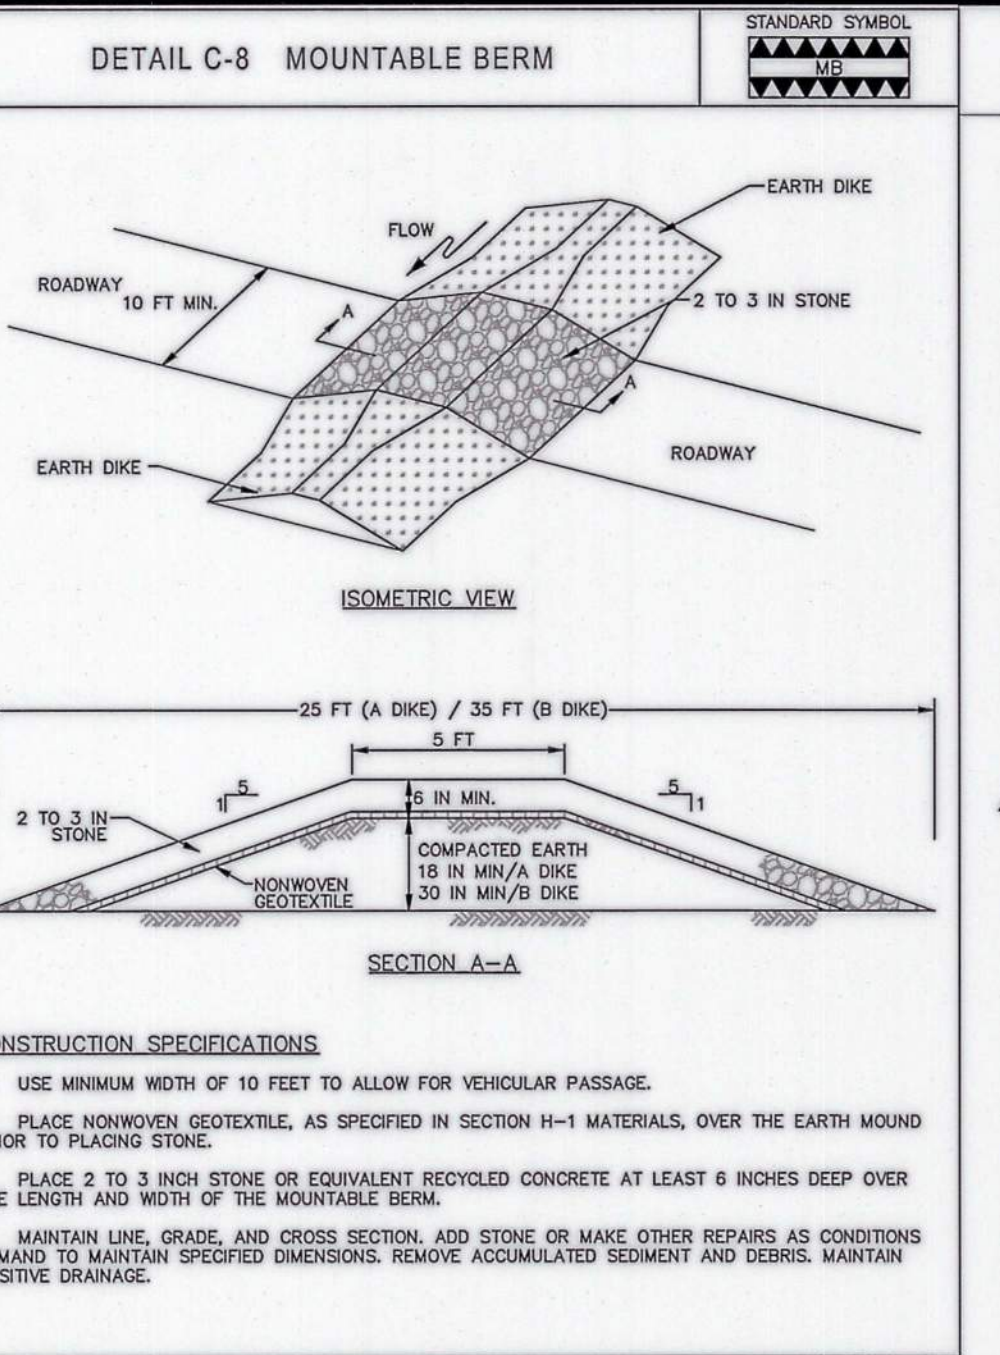 DETAIL C-8 MOUNTABLE BERM
STANDARD SYMBOL
MB
EARTH DIKE
FLOW
ROADWAY
10 FT MIN.
2 TO 3 IN STONE
A
A
ROADWAY
EARTH DIKE
ISOMETRIC VIEW
25 FT (A DIKE) / 35 FT (B DIKE)
5 FT
5
1
6 IN MIN.
5
1
2 TO 3 IN
STONE
COMPACTED EARTH
18 IN MIN/A DIKE
30 IN MIN/B DIKE
NONWOVEN
GEOTEXTILE
SECTION A-A
NSTRUCTION SPECIFICATIONS
USE MINIMUM WIDTH OF 10 FEET TO ALLOW FOR VEHICULAR PASSAGE.
PLACE NONWOVEN GEOTEXTILE, AS SPECIFIED IN SECTION H-1 MATERIALS, OVER THE EARTH MOUND
IOR TO PLACING STONE.
PLACE 2 TO 3 INCH STONE OR EQUIVALENT RECYCLED CONCRETE AT LEAST 6 INCHES DEEP OVER
E LENGTH AND WIDTH OF THE MOUNTABLE BERM.
MAINTAIN LINE, GRADE, AND CROSS SECTION. ADD STONE OR MAKE OTHER REPAIRS AS CONDITIONS
MAND TO MAINTAIN SPECIFIED DIMENSIONS. REMOVE ACCUMULATED SEDIMENT AND DEBRIS. MAINTAIN
SITIVE DRAINAGE.